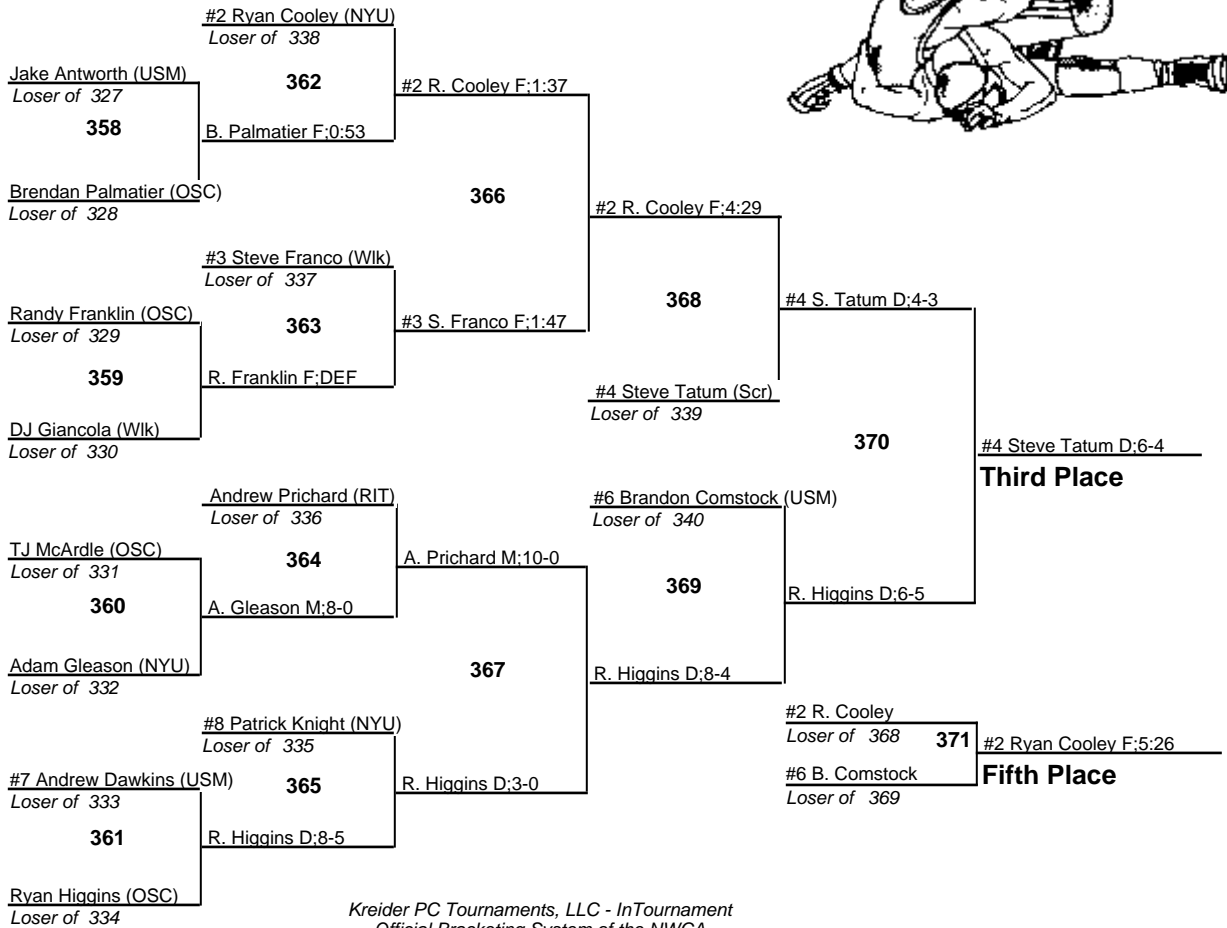 #2 Ryan Cooley (NYU)
Loser of 338
Jake Antworth (USM)
Loser of 327
362
#2 R. Cooley F;1:37
358
B. Palmatier F;0:53
Brendan Palmatier (OSC)
Loser of 328
366
#2 R. Cooley F;4:29
#3 Steve Franco (Wlk)
Loser of 337
Randy Franklin (OSC)
Loser of 329
363
#3 S. Franco F;1:47
368
#4 S. Tatum D;4-3
359
R. Franklin F;DEF
#4 Steve Tatum (Scr)
Loser of 339
DJ Giancola (Wlk)
Loser of 330
370
#4 Steve Tatum D;6-4
Third Place
Andrew Prichard (RIT)
Loser of 336
#6 Brandon Comstock (USM)
Loser of 340
TJ McArdle (OSC)
Loser of 331
364
A. Prichard M;10-0
369
R. Higgins D;6-5
360
A. Gleason M;8-0
Adam Gleason (NYU)
Loser of 332
367
R. Higgins D;8-4
#8 Patrick Knight (NYU)
Loser of 335
#2 R. Cooley
Loser of 368
371
#2 Ryan Cooley F;5:26
Fifth Place
#6 B. Comstock
Loser of 369
#7 Andrew Dawkins (USM)
Loser of 333
365
R. Higgins D;3-0
361
R. Higgins D;8-5
Ryan Higgins (OSC)
Loser of 334
Kreider PC Tournaments, LLC - InTournament
Official Bracketing System of the NWCA